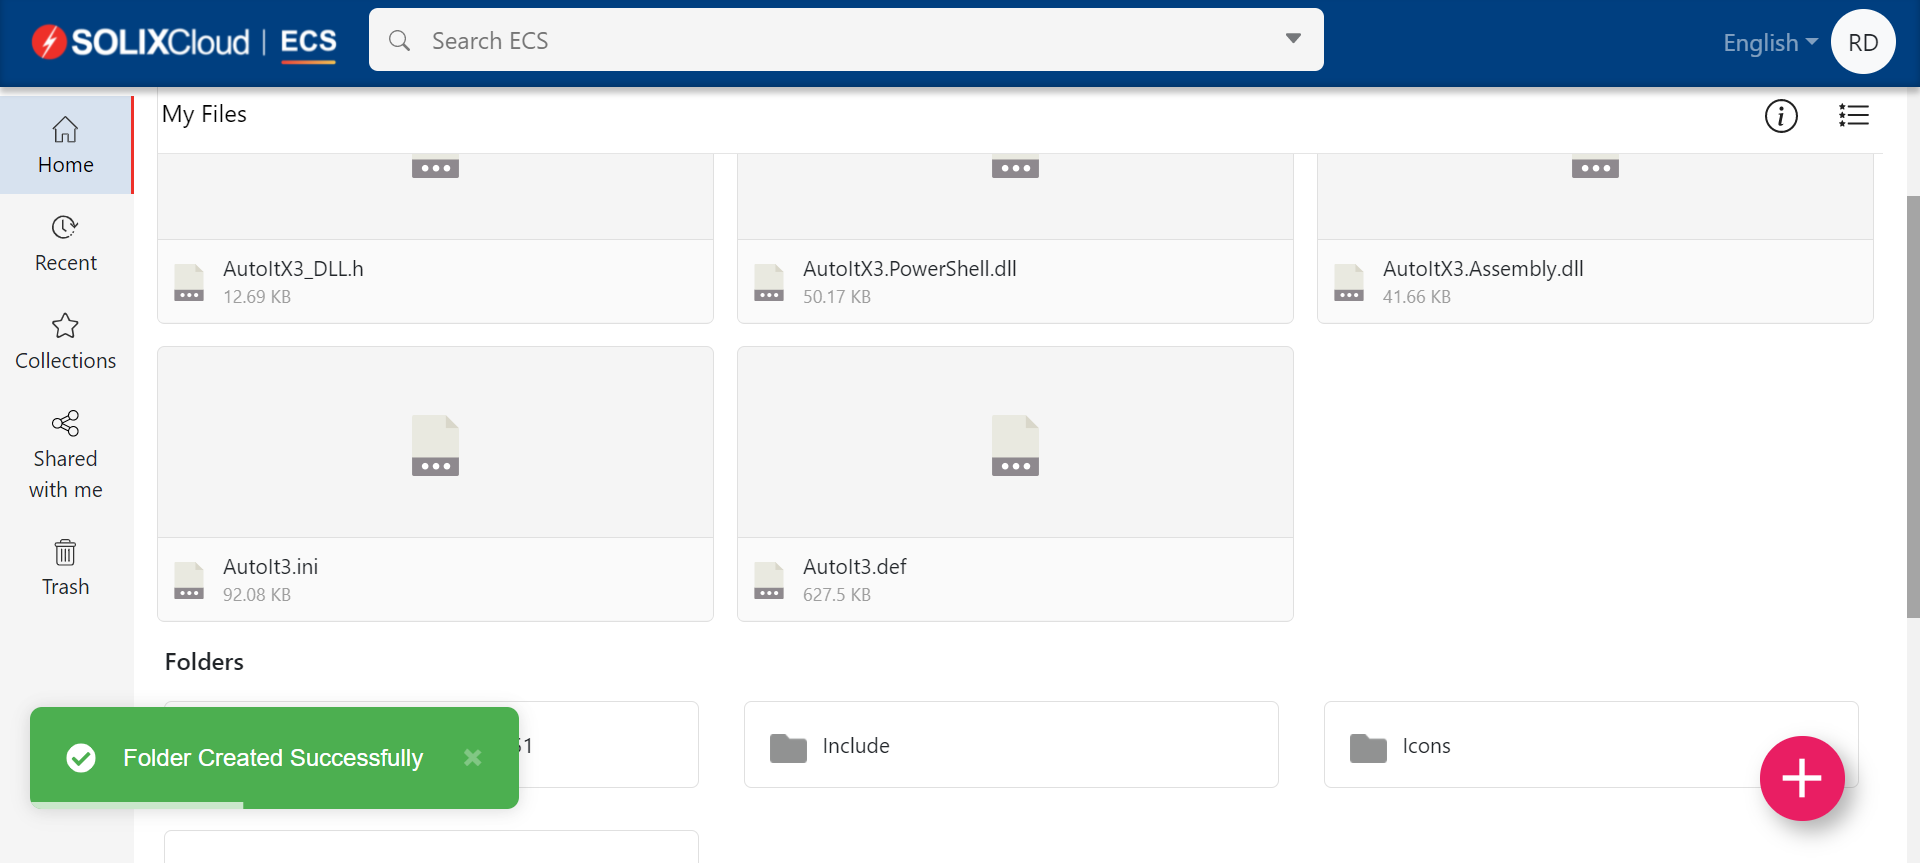 SOLIXCloud | ECS
Search ECS
English
RD
Home
Recent
Collections
Shared
with me
Trash
My Files
AutoItX3_DLL.h
12.69 KB
AutoItX3.PowerShell.dll
50.17 KB
AutoItX3.Assembly.dll
41.66 KB
AutoIt3.ini
92.08 KB
AutoIt3.def
627.5 KB
Folders
Include
Icons
Folder Created Successfully